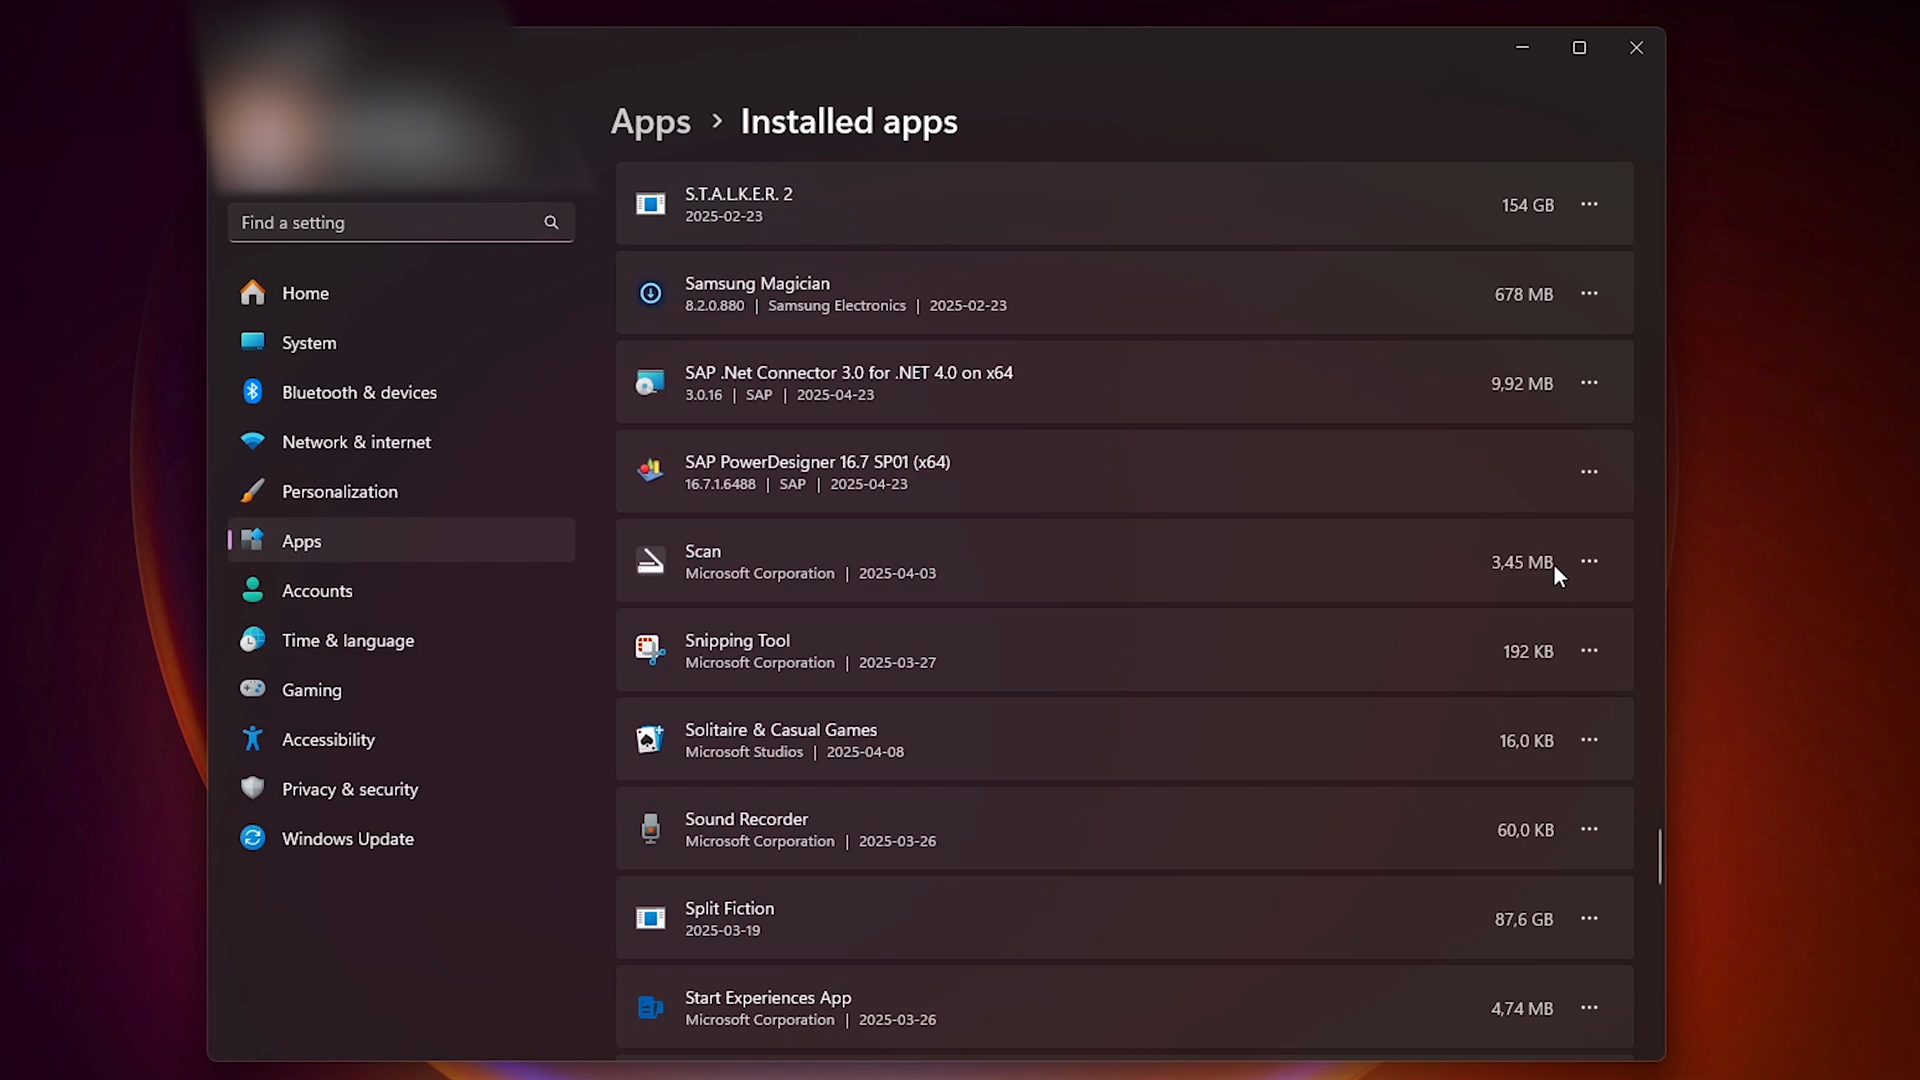 Apps > Installed apps
Find a setting
Home
System
Bluetooth & devices
Network & internet
Personalization
Apps
Accounts
Time & language
Gaming
Accessibility
Privacy & security
Windows Update
S.T.A.L.K.E.R. 2
2025-02-23
154 GB
Samsung Magician
8.2.0.880 | Samsung Electronics | 2025-02-23
678 MB
SAP .Net Connector 3.0 for .NET 4.0 on x64
3.0.16 | SAP | 2025-04-23
9,92 MB
SAP PowerDesigner 16.7 SP01 (x64)
16.7.1.6488 | SAP | 2025-04-23
Scan
Microsoft Corporation | 2025-04-03
3,45 MB
Snipping Tool
Microsoft Corporation | 2025-03-27
192 KB
Solitaire & Casual Games
Microsoft Studios | 2025-04-08
16,0 KB
Sound Recorder
Microsoft Corporation | 2025-03-26
60,0 KB
Split Fiction
2025-03-19
87,6 GB
Start Experiences App
Microsoft Corporation | 2025-03-26
4,74 MB